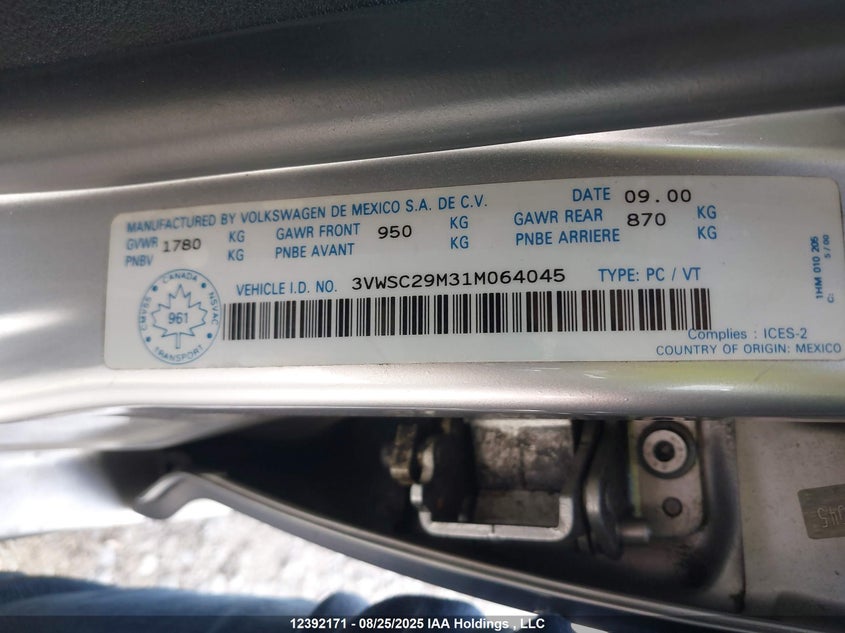 MANUFACTURED BY VOLKSWAGEN DE MEXICO S.A. DE C.V. DATE 09.00
GVWR 1780 KG GAWR FRONT 950 KG GAWR REAR 870 KG
PNBV KG PNBE AVANT KG PNBE ARRIERE KG
VEHICLE I.D. NO. 3VWSC29M31M064045 TYPE: PC / VT
CANADA
CMVSS 961 NSVAC
TRANSPORT
Complies : ICES-2
COUNTRY OF ORIGIN: MEXICO
1HM 010 205
C: 5/00
12392171 - 08/25/2025 IAA Holdings , LLC